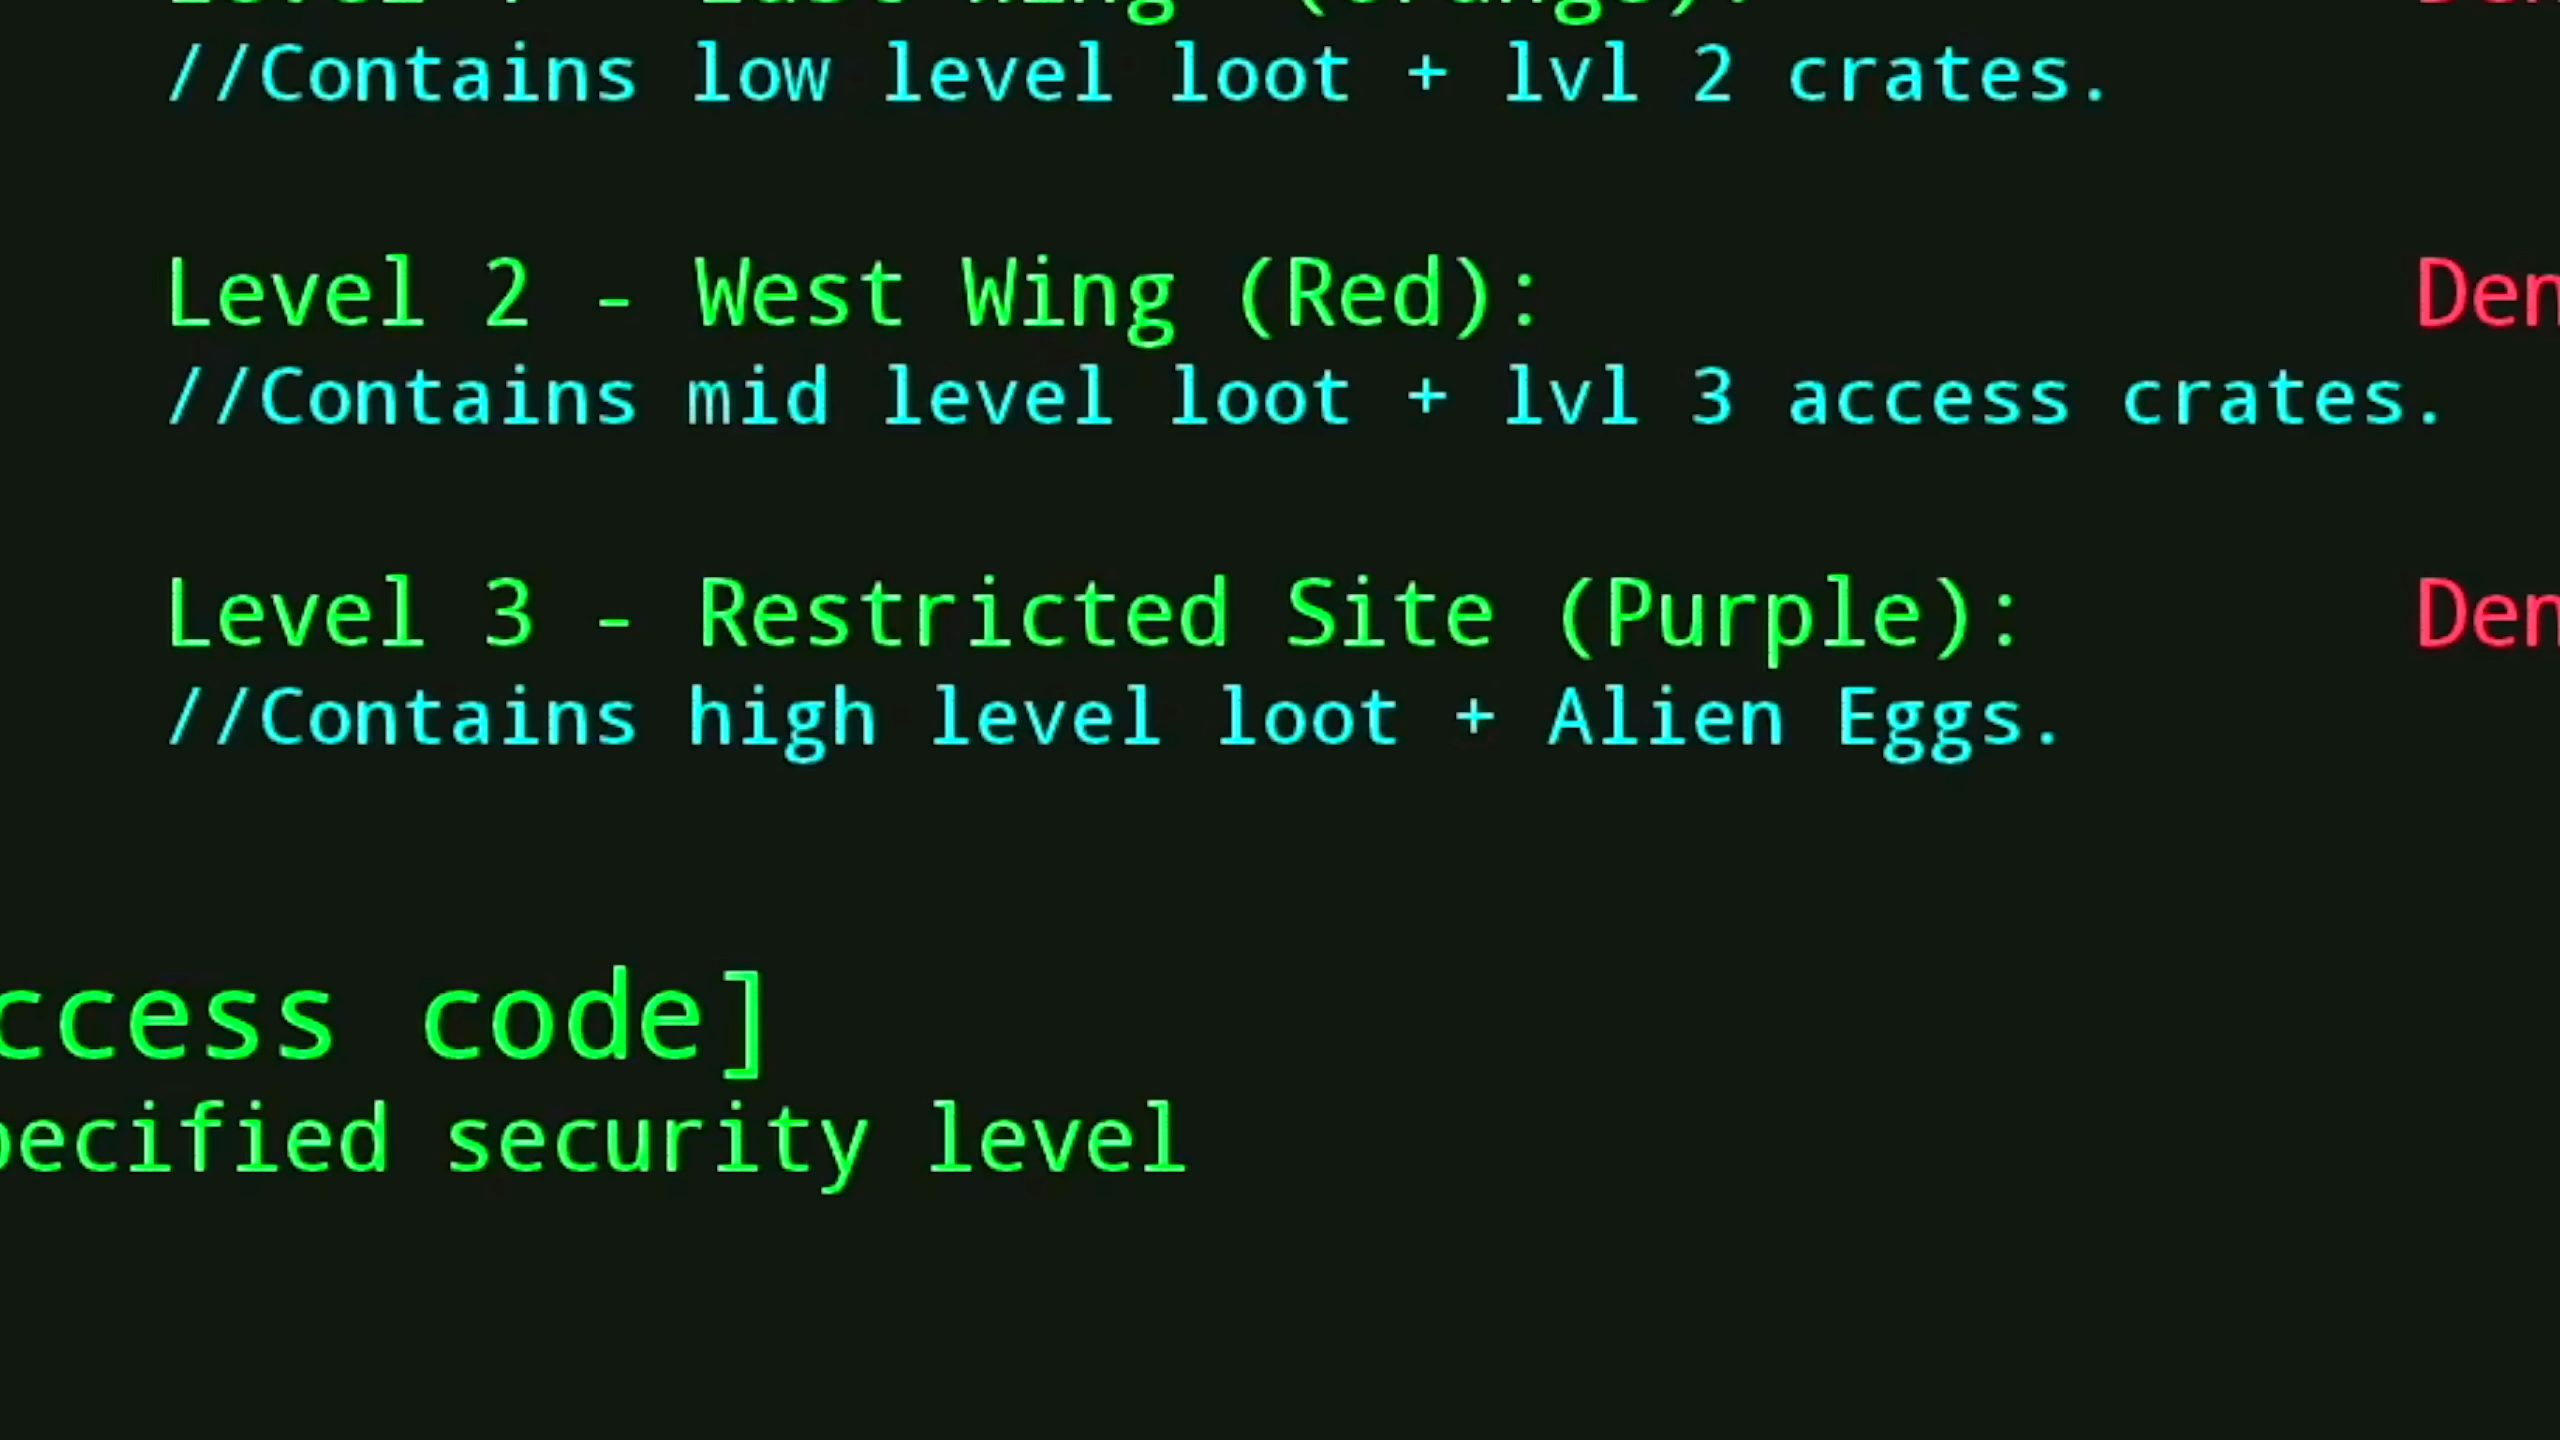 //Contains low level loot + lvl 2 crates.
Level 2 - West Wing (Red): Den
//Contains mid level loot + lvl 3 access crates.
Level 3 - Restricted Site (Purple): Den
//Contains high level loot + Alien Eggs.
ccess code]
pecified security level